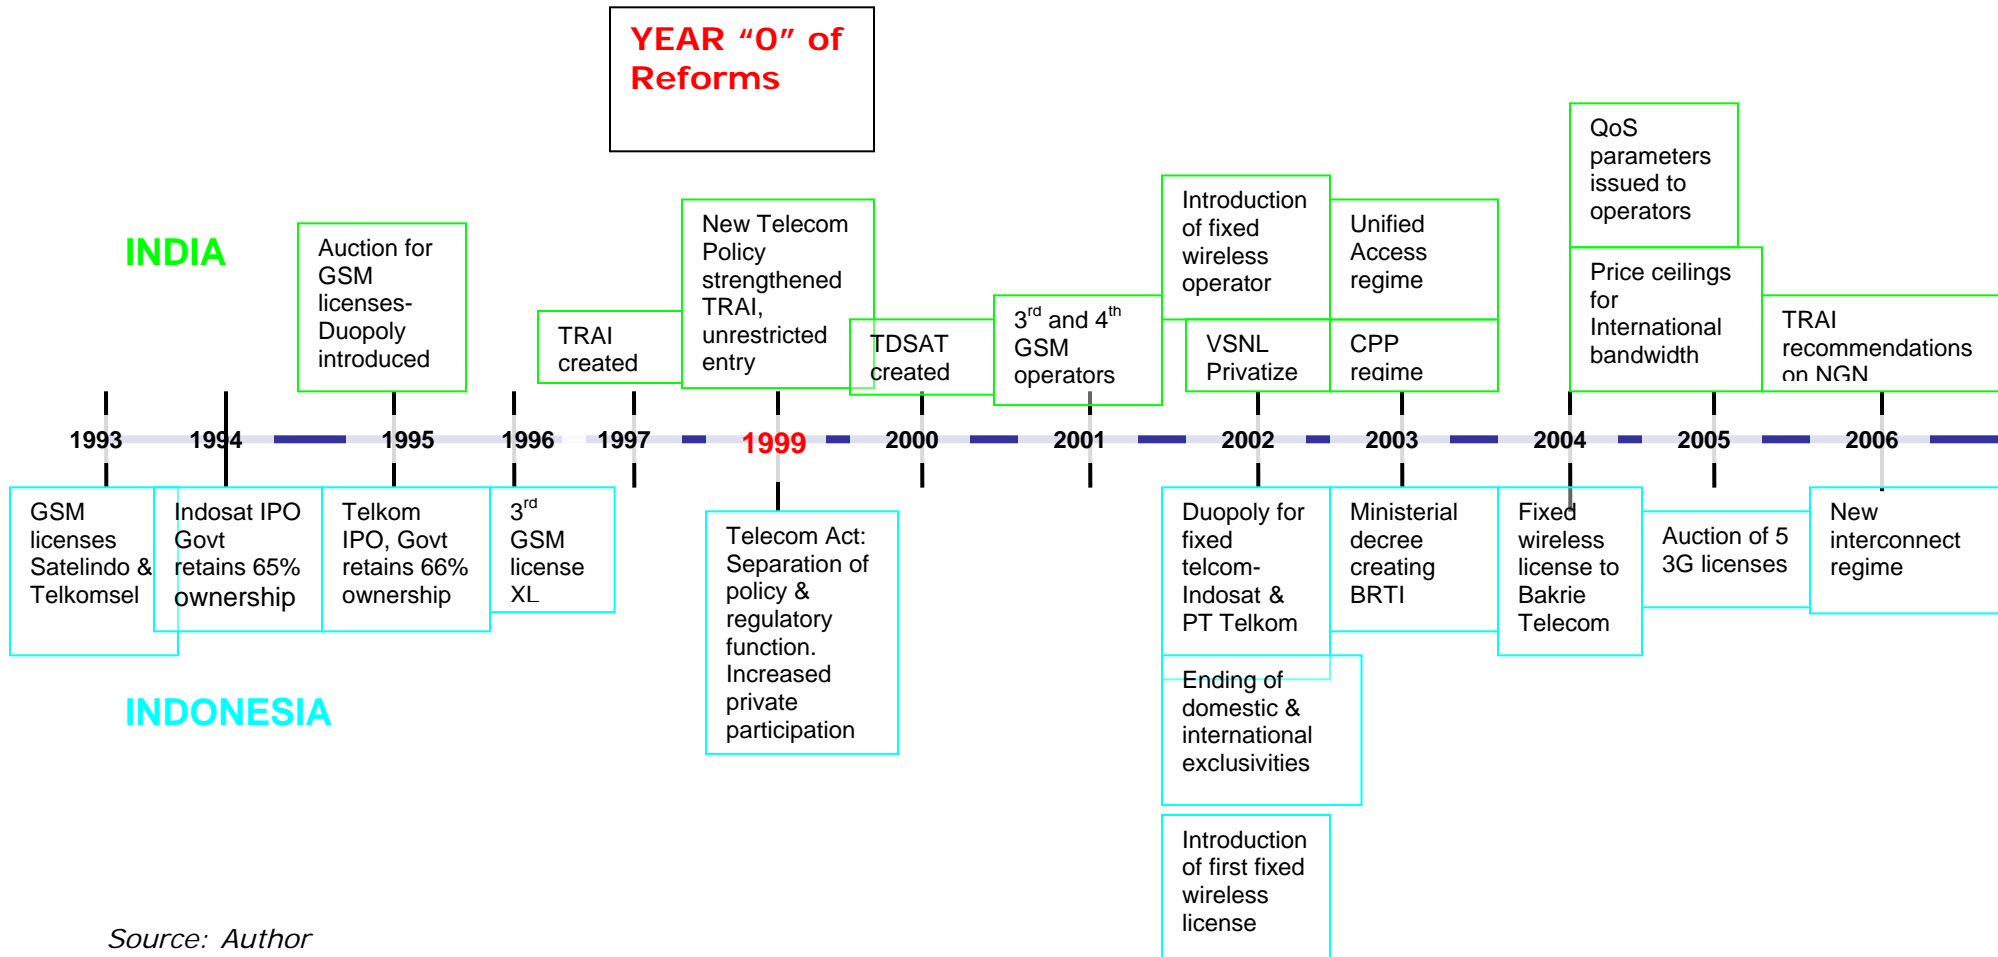 YEAR “0” of
Reforms
INDIA
Auction for
GSM
licenses-
Duopoly
introduced
TRAI
created
New Telecom
Policy
strengthened
TRAI,
unrestricted
entry
TDSAT
created
3rd and 4th
GSM
operators
Introduction
of fixed
wireless
operator
VSNL
Privatize
Unified
Access
regime
CPP
regime
QoS
parameters
issued to
operators
Price ceilings
for
International
bandwidth
TRAI
recommendations
on NGN
1993 1994 1995 1996 1997 1999 2000 2001 2002 2003 2004 2005 2006
GSM
licenses
Satelindo &
Telkomsel
Indosat IPO
Govt
retains 65%
ownership
Telkom
IPO, Govt
retains 66%
ownership
3rd
GSM
license
XL
Telecom Act:
Separation of
policy &
regulatory
function.
Increased
private
participation
Duopoly for
fixed
telcom-
Indosat &
PT Telkom
Ending of
domestic &
international
exclusivities
Introduction
of first fixed
wireless
license
Ministerial
decree
creating
BRTI
Fixed
wireless
license to
Bakrie
Telecom
Auction of 5
3G licenses
New
interconnect
regime
INDONESIA
Source: Author